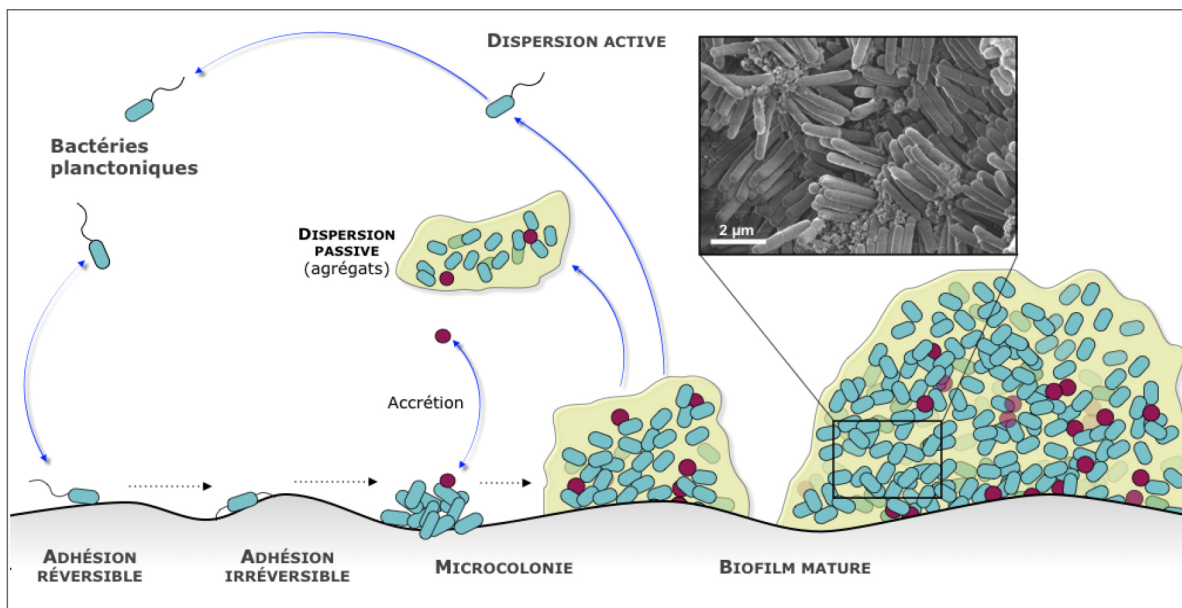 DISPERSION ACTIVE
Bactéries
planctoniques
2 µm
DISPERSION
PASSIVE
(agrégats)
Accrétion
ADHÉSION
RÉVERSIBLE
ADHÉSION
IRRÉVERSIBLE
MICROCOLONIE
BIOFILM MATURE